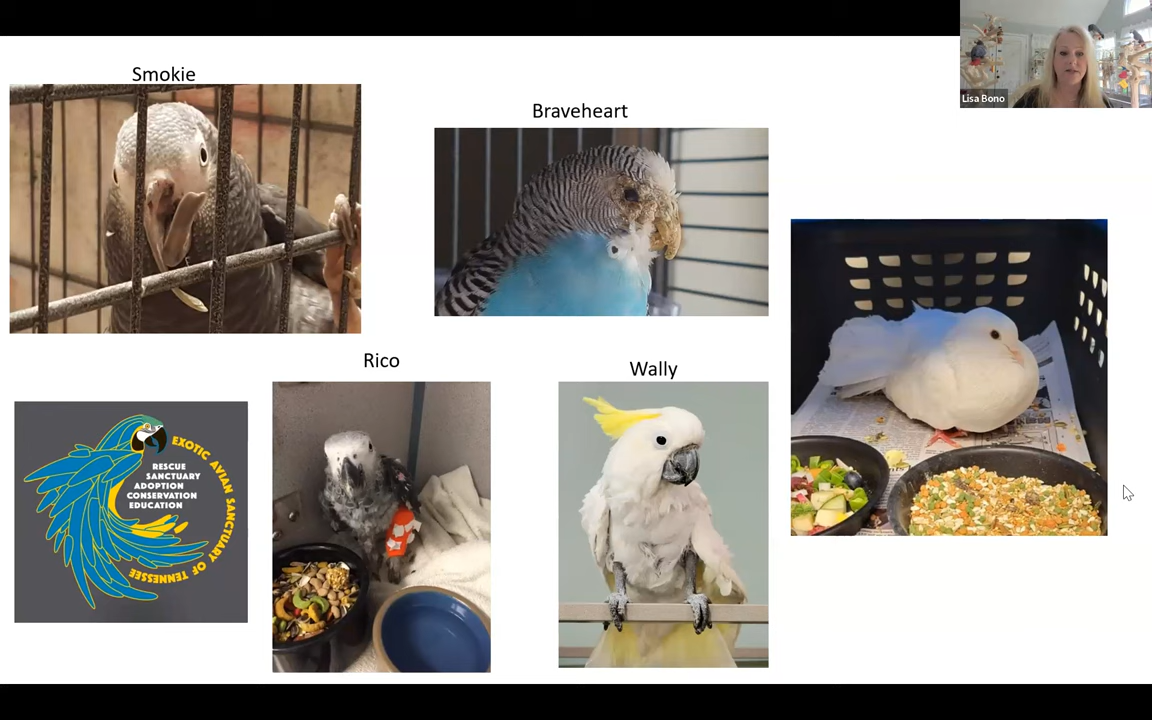 Smokie
Lisa Bono
Braveheart
Rico
Wally
EXOTIC AVIAN SANCTUARY OF TENNESSEE
RESCUE
SANCTUARY
ADOPTION
CONSERVATION
EDUCATION